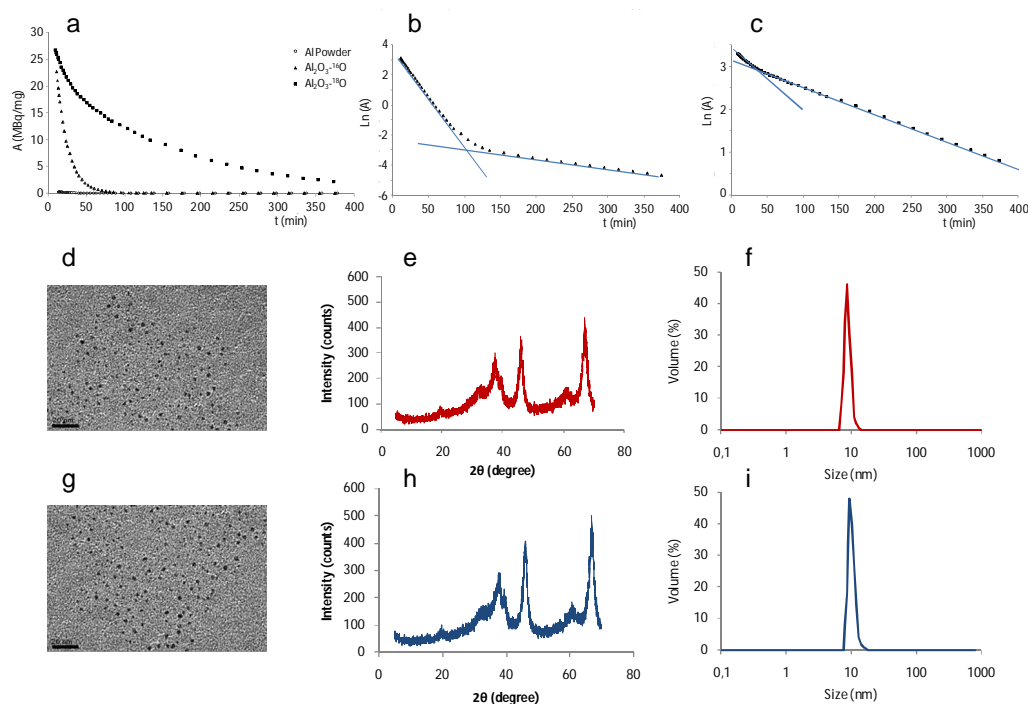 a
30
25
20
15
10
5
0
A (MBq/mg)
0 50 100 150 200 250 300 350 400
t (min)
Al Powder
Al₂O₃-¹⁶O
Al₂O₃-¹⁸O
b
4
2
0
-2
-4
-6
Ln (A)
0 50 100 150 200 250 300 350 400
t (min)
c
4
3
2
1
0
Ln (A)
0 50 100 150 200 250 300 350 400
t (min)
d
20 nm
e
600
500
400
300
200
100
0
Intensity (counts)
0 20 40 60 80
2θ (degree)
f
50
40
30
20
10
0
Volume (%)
0,1 1 10 100 1000
Size (nm)
g
20 nm
h
600
500
400
300
200
100
0
Intensity (counts)
0 20 40 60 80
2θ (degree)
i
50
40
30
20
10
0
Volume (%)
0,1 1 10 100 1000
Size (nm)